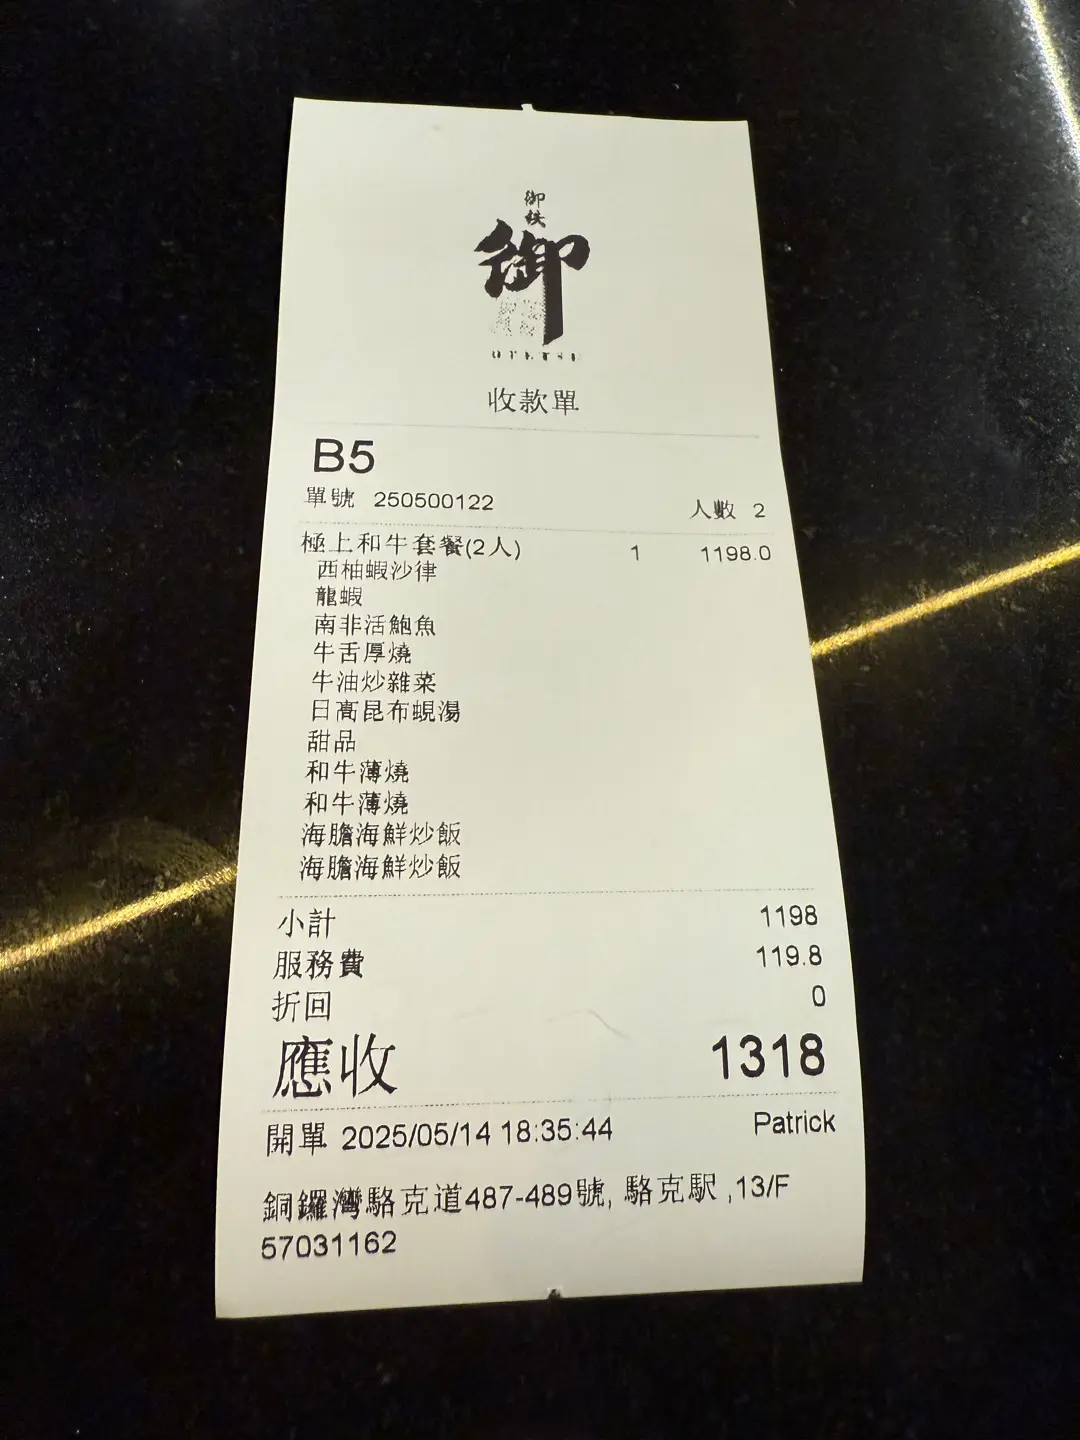 御
鉄
御
收款單
B5
單號 250500122 人數 2
極上和牛套餐(2人) 1 1198.0
西柚蝦沙律
龍蝦
南非活鮑魚
牛舌厚燒
牛油炒雜菜
日高昆布蜆湯
甜品
和牛薄燒
和牛薄燒
海膽海鮮炒飯
海膽海鮮炒飯
小計 1198
服務費 119.8
折回 0
應收 1318
開單 2025/05/14 18:35:44 Patrick
銅鑼灣駱克道487-489號, 駱克駅 ,13/F
57031162